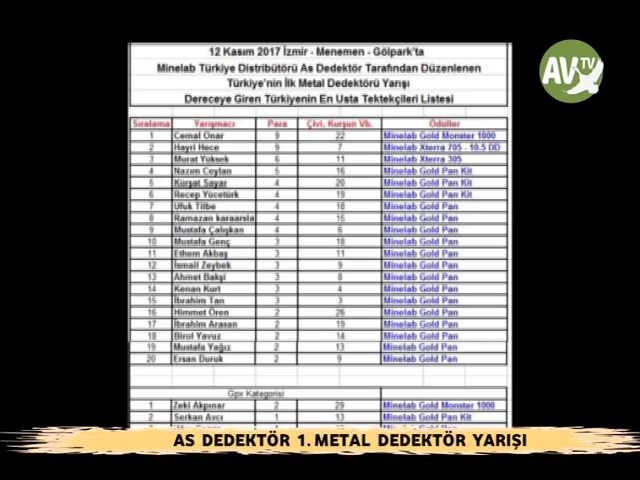 AV TV
12 Kasım 2017 İzmir - Menemen - Gölpark'ta
Minelab Türkiye Distribütörü As Dedektör Tarafından Düzenlenen
Türkiye'nin İlk Metal Dedektörü Yarışı
Dereceye Giren Türkiyenin En Usta Tektekçileri Listesi
Sıralama Yarışmacı Para Çivi, Kurşun Vb. Ödüller
1 Cemal Onar 9 22 Minelab Gold Monster 1000
2 Hayri Hece 9 7 Minelab Xterra 705 - 10.5 DD
3 Murat Yüksek 6 11 Minelab Xterra 305
4 Nazım Ceylan 5 16 Minelab Gold Pan Kit
5 Kürşat Sayar 4 20 Minelab Gold Pan Kit
6 Recep Yücetürk 4 19 Minelab Gold Pan Kit
7 Ufuk Tilbe 4 18 Minelab Gold Pan
8 Ramazan karaarsla 4 15 Minelab Gold Pan
9 Mustafa Çalışkan 4 6 Minelab Gold Pan
10 Mustafa Genç 3 18 Minelab Gold Pan
11 Ethem Akbaş 3 11 Minelab Gold Pan
12 İsmail Zeybek 3 9 Minelab Gold Pan
13 Ahmet Bakşi 3 8 Minelab Gold Pan
14 Kenan Kurt 3 4 Minelab Gold Pan
15 İbrahim Tan 3 3 Minelab Gold Pan
16 Himmet Ören 2 26 Minelab Gold Pan
17 İbrahim Arasan 2 19 Minelab Gold Pan
18 Birol Yavuz 2 14 Minelab Gold Pan
19 Mustafa Yağız 2 13 Minelab Gold Pan
20 Ersan Duruk 2 9 Minelab Gold Pan
Gpx Kategorisi
1 Zeki Akpınar 2 29 Minelab Gold Monster 1000
2 Serkan Avcı 1 13 Minelab Gold Pan Kit
AS DEDEKTÖR 1. METAL DEDEKTÖR YARIŞI